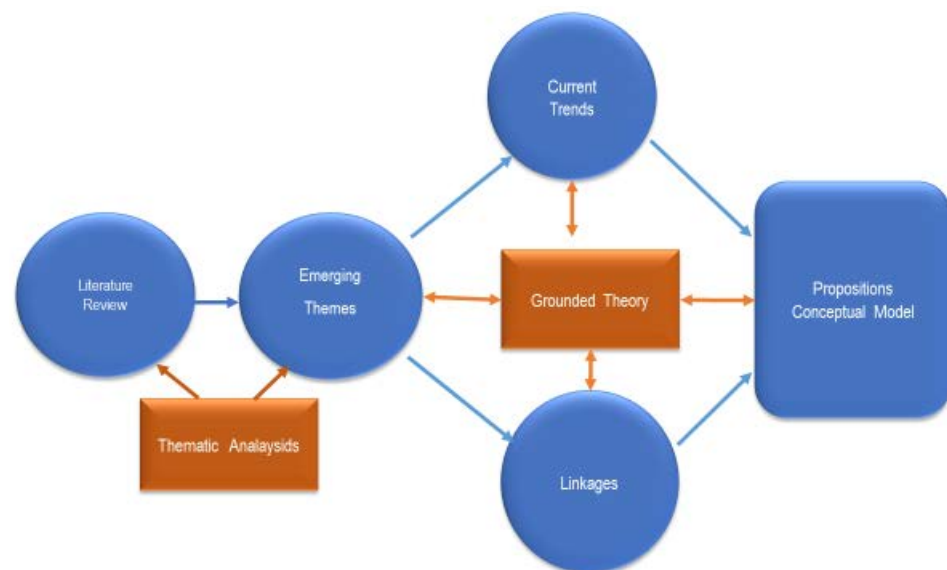 Current
Trends
Literature
Review
Emerging
Themes
Grounded Theory
Propositions
Conceptual Model
Thematic Analaysids
Linkages